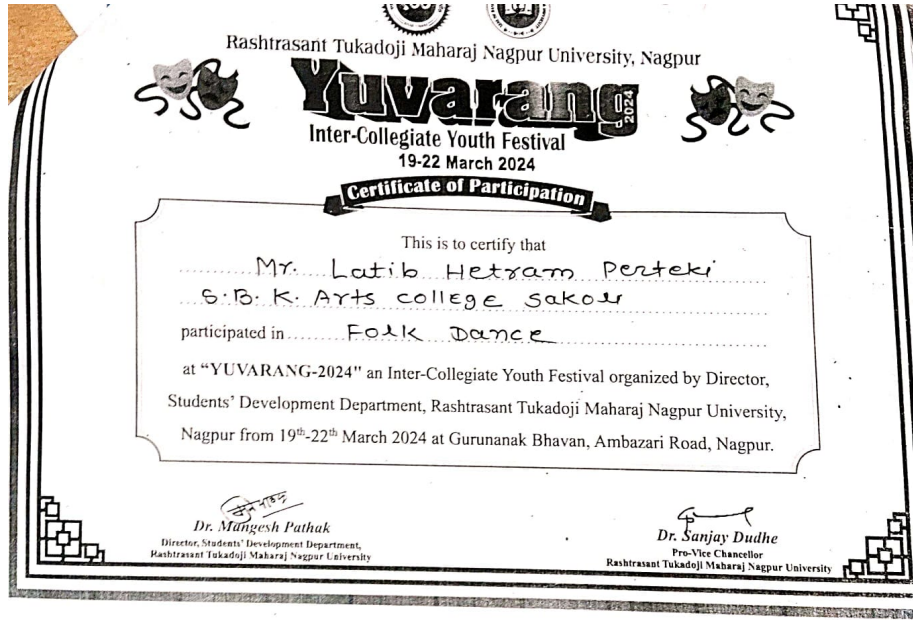 Rashtrasant Tukadoji Maharaj Nagpur University, Nagpur
Yuvarang 2024
Inter-Collegiate Youth Festival
19-22 March 2024
Certificate of Participation
This is to certify that
Mr. Latib Hetram Perteki
S.B.K. Arts college sakoli
participated in Folk Dance
at “YUVARANG-2024" an Inter-Collegiate Youth Festival organized by Director,
Students’ Development Department, Rashtrasant Tukadoji Maharaj Nagpur University,
Nagpur from 19th-22th March 2024 at Gurunanak Bhavan, Ambazari Road, Nagpur.
Dr. Mangesh Pathak
Director, Students' Development Department,
Rashtrasant Tukadoji Maharaj Nagpur University
Dr. Sanjay Dudhe
Pro-Vice Chancellor
Rashtrasant Tukadoji Maharaj Nagpur University